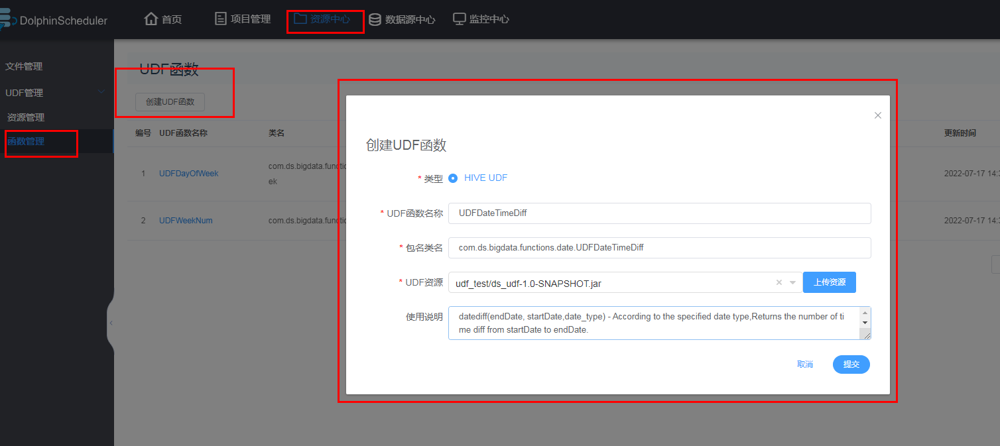 DolphinScheduler
首页
项目管理
资源中心
数据源中心
监控中心
文件管理
UDF管理
资源管理
函数管理
UDF函数
创建UDF函数
编号 UDF函数名称 类名 更新时间
1 UDFDayOfWeek com.ds.bigdata.functio 2022-07-17 14:
ek
2 UDFWeekNum com.ds.bigdata.functio 2022-07-17 14:
创建UDF函数
* 类型 HIVE UDF
* UDF函数名称 UDFDateTimeDiff
* 包名类名 com.ds.bigdata.functions.date.UDFDateTimeDiff
* UDF资源 udf_test/ds_udf-1.0-SNAPSHOT.jar 上传资源
使用说明 datediff(endDate, startDate,date_type) - According to the specified date type,Returns the number of ti
me diff from startDate to endDate.
取消 提交